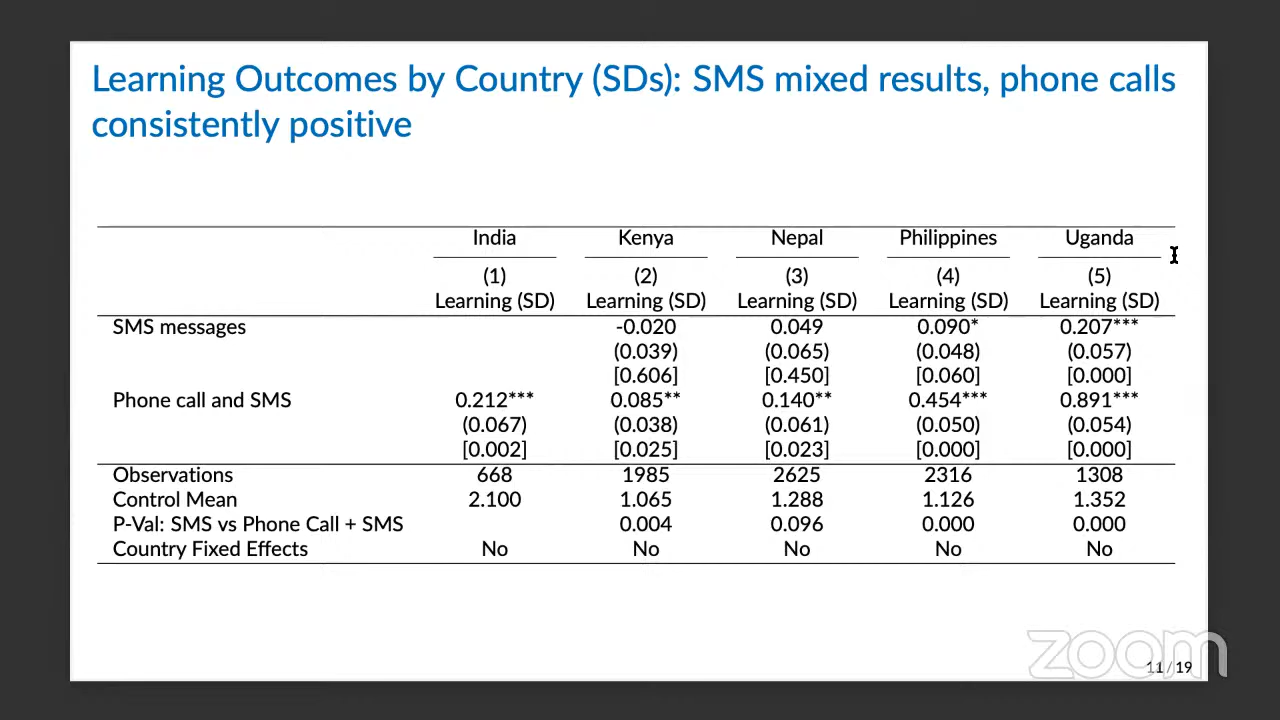 Learning Outcomes by Country (SDs): SMS mixed results, phone calls
consistently positive
India Kenya Nepal Philippines Uganda
(1) (2) (3) (4) (5)
Learning (SD) Learning (SD) Learning (SD) Learning (SD) Learning (SD)
SMS messages -0.020 0.049 0.090* 0.207***
(0.039) (0.065) (0.048) (0.057)
[0.606] [0.450] [0.060] [0.000]
Phone call and SMS 0.212*** 0.085** 0.140** 0.454*** 0.891***
(0.067) (0.038) (0.061) (0.050) (0.054)
[0.002] [0.025] [0.023] [0.000] [0.000]
Observations 668 1985 2625 2316 1308
Control Mean 2.100 1.065 1.288 1.126 1.352
P-Val: SMS vs Phone Call + SMS 0.004 0.096 0.000 0.000
Country Fixed Effects No No No No No
zoom
11 / 19